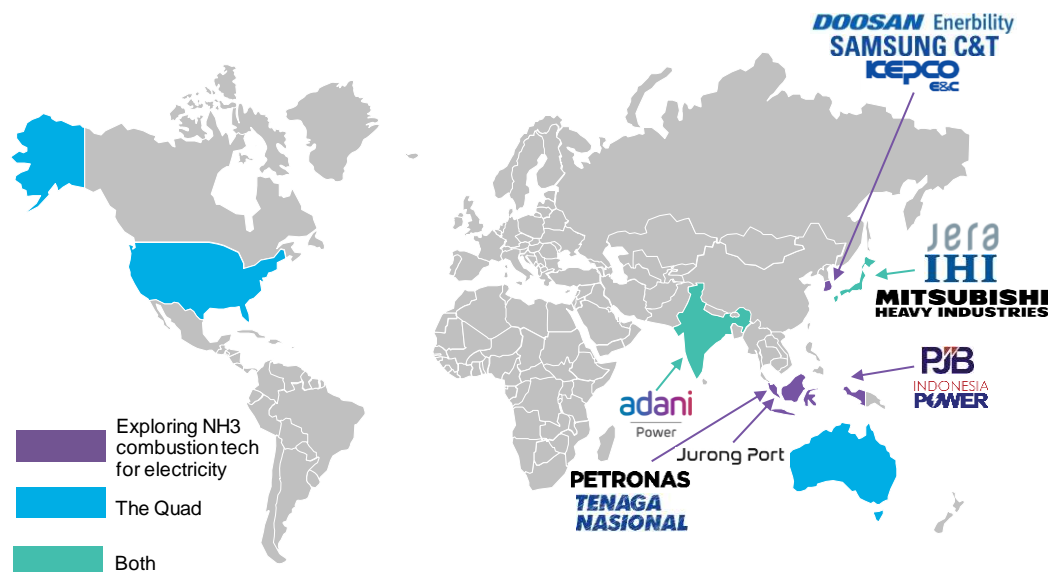 DOOSAN Enerbility
SAMSUNG C&T
KEPCO
E&C
Jera
IHI
MITSUBISHI
HEAVY INDUSTRIES
PJB
INDONESIA
POWER
adani
Power
Jurong Port
PETRONAS
TENAGA
NASIONAL
Exploring NH3
combustion tech
for electricity
The Quad
Both